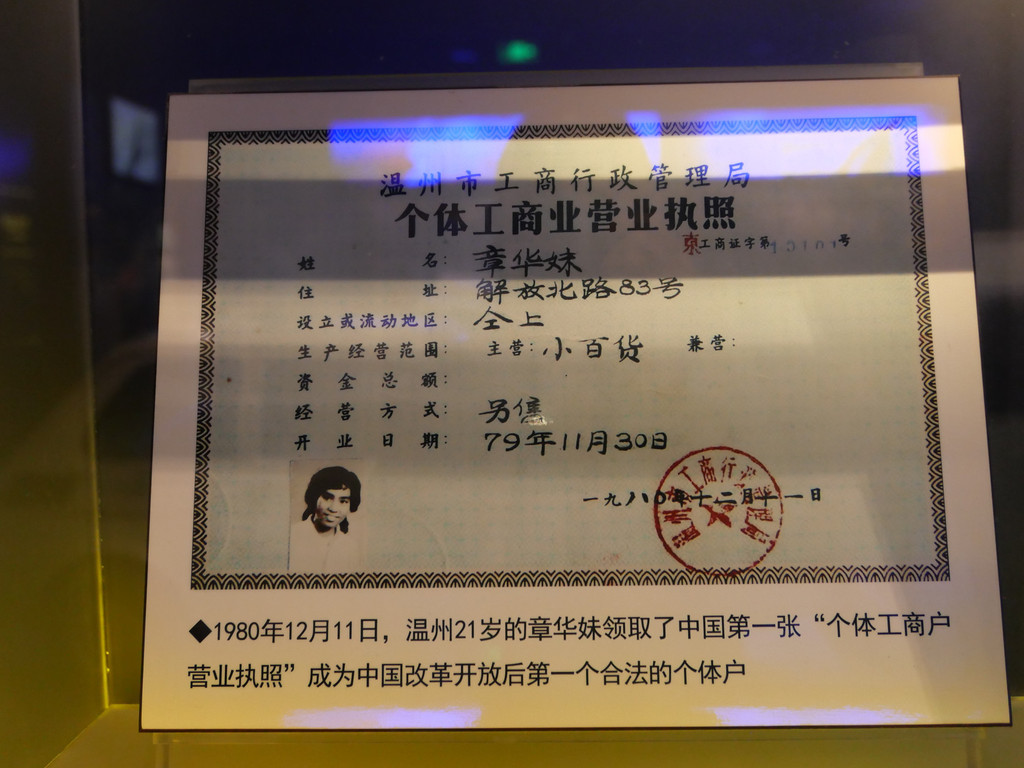 温州市工商行政管理局
个体工商业营业执照
工商证字第10101号
姓名：章华妹
住址：解放北路83号
设立或流动地区：仝上
生产经营范围：主营：小百货 兼营：
资金总额：
经营方式：另售
开业日期：79年11月30日
一九八〇年十二月十一日
◆1980年12月11日，温州21岁的章华妹领取了中国第一张“个体工商户
营业执照”成为中国改革开放后第一个合法的个体户